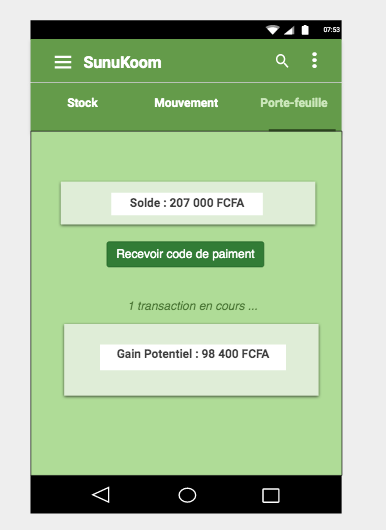 07:53
SunuKoom
Stock Mouvement Porte-feuille
Solde : 207 000 FCFA
Recevoir code de paiment
1 transaction en cours ...
Gain Potentiel : 98 400 FCFA